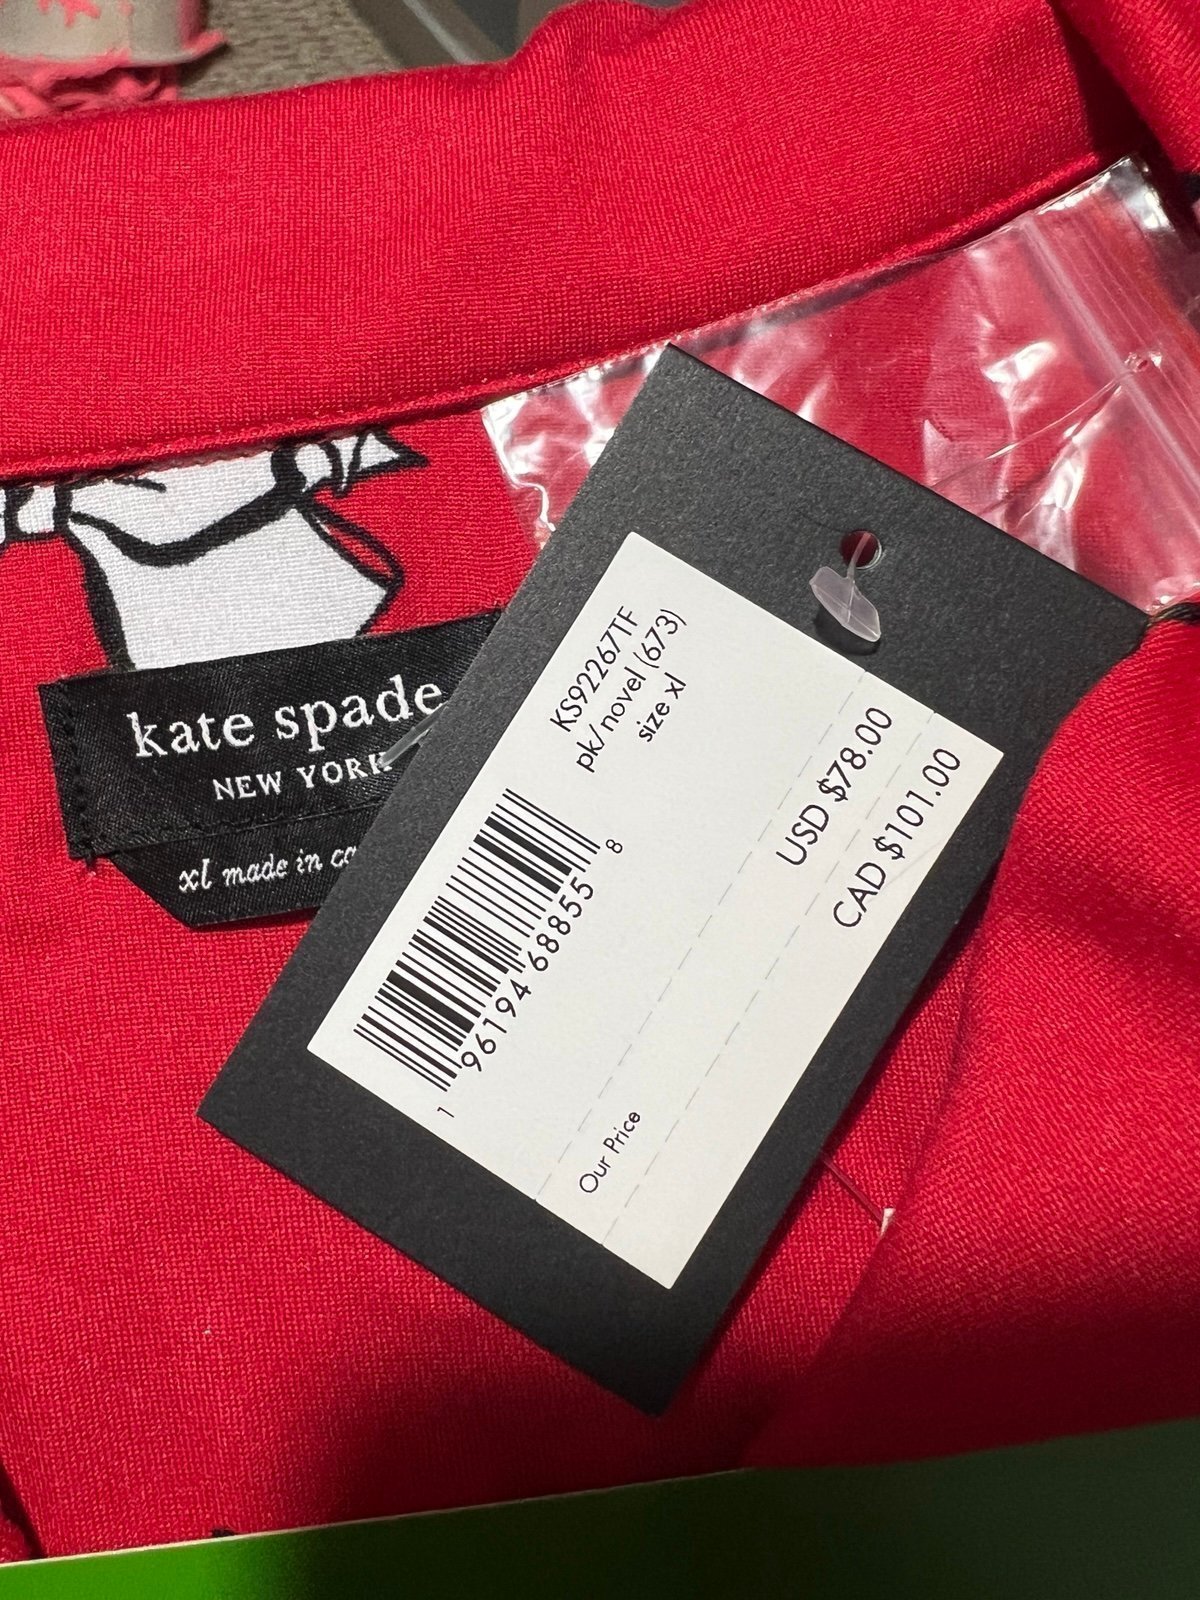 kate spade
NEW YORK
xl made in
KS92267TF
pk/novel (673)
size xl
1 96194 68855 8
USD $78.00
CAD $101.00
Our Price